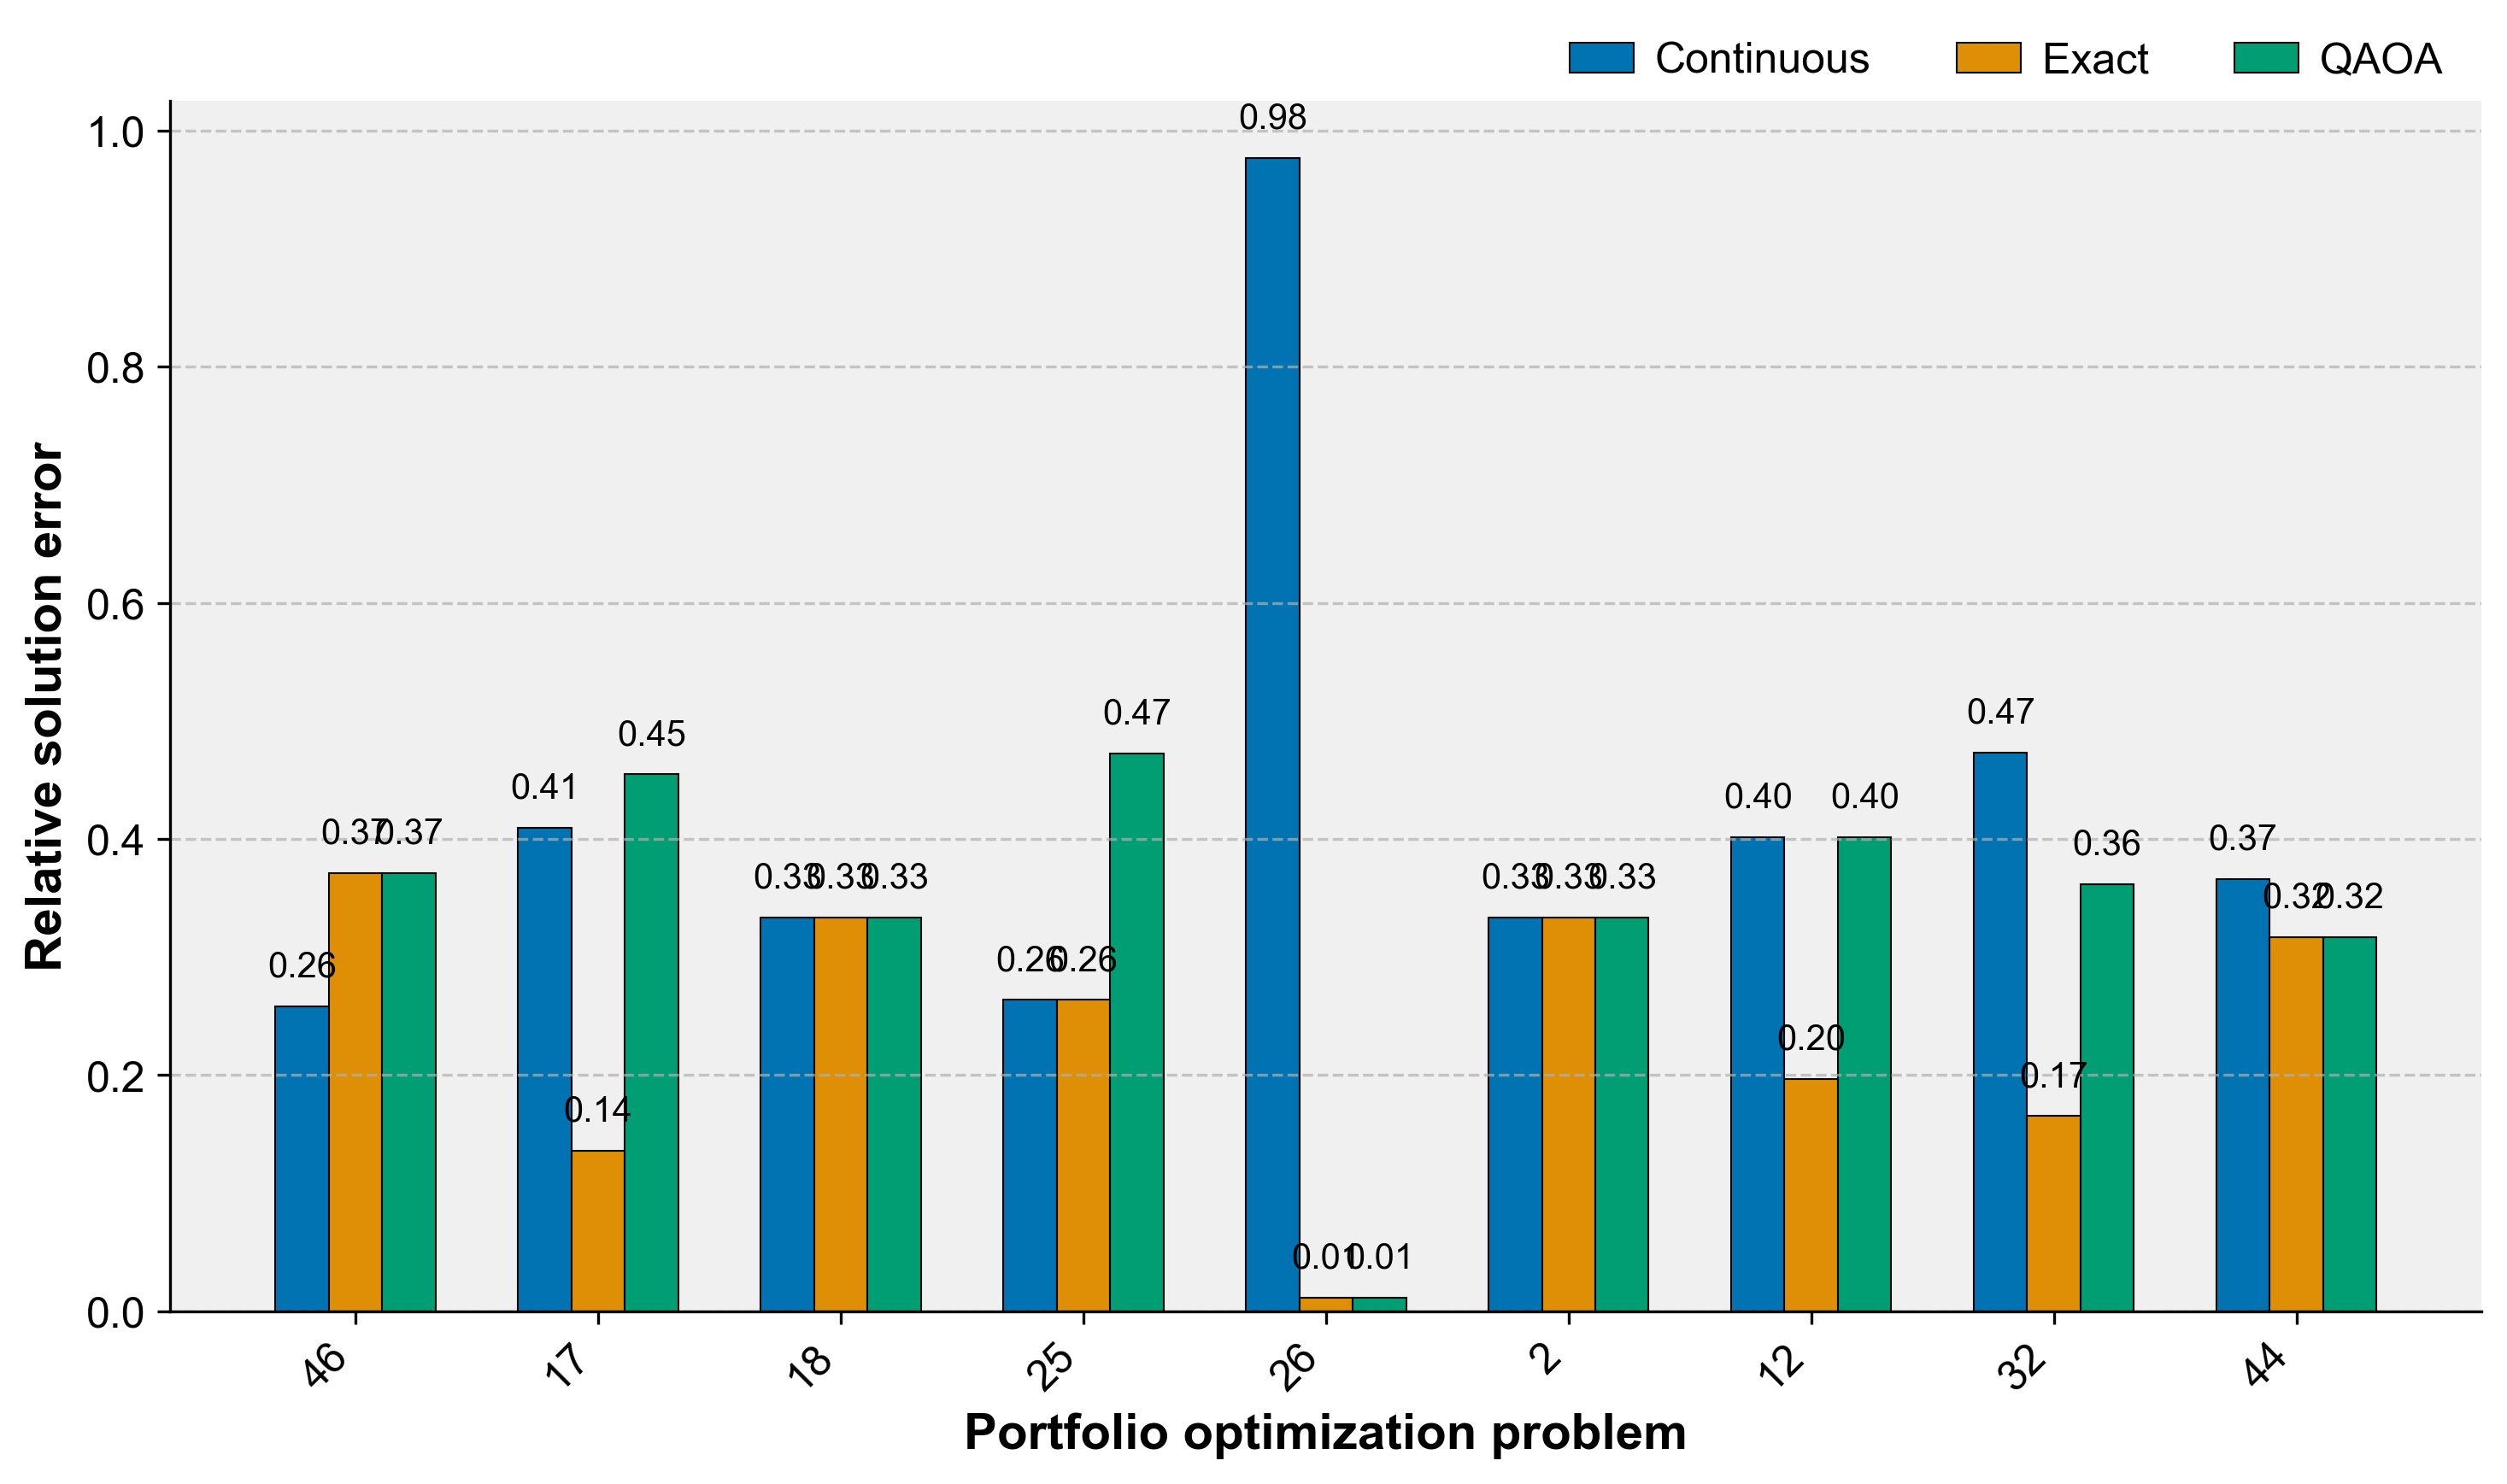 Continuous Exact QAOA
1.0
0.8
0.6
0.4
0.2
0.0
Relative solution error
0.26 0.37 0.37
0.41 0.14 0.45
0.33 0.33 0.33
0.26 0.26 0.47
0.98 0.01 0.01
0.33 0.33 0.33
0.40 0.20 0.40
0.47 0.17 0.36
0.37 0.32 0.32
46 17 18 25 26 2 12 32 44
Portfolio optimization problem